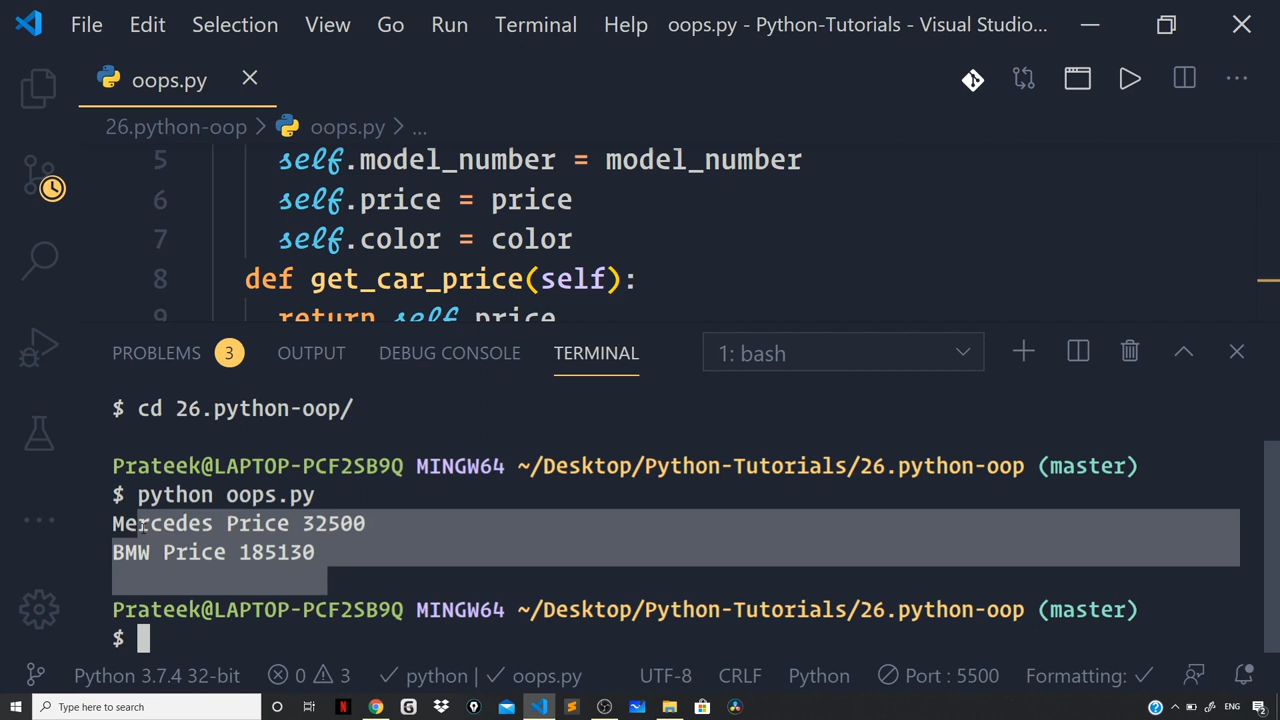 File Edit Selection View Go Run Terminal Help oops.py - Python-Tutorials - Visual Studio...
oops.py
26.python-oop > oops.py > ...
5 self.model_number = model_number
6 self.price = price
7 self.color = color
8 def get_car_price(self):
9 return self.price
PROBLEMS 3 OUTPUT DEBUG CONSOLE TERMINAL 1: bash
$ cd 26.python-oop/
Prateek@LAPTOP-PCF2SB9Q MINGW64 ~/Desktop/Python-Tutorials/26.python-oop (master)
$ python oops.py
Mercedes Price 32500
BMW Price 185130
Prateek@LAPTOP-PCF2SB9Q MINGW64 ~/Desktop/Python-Tutorials/26.python-oop (master)
$
Python 3.7.4 32-bit 0 3 python | oops.py UTF-8 CRLF Python Port : 5500 Formatting:
Type here to search ENG 2